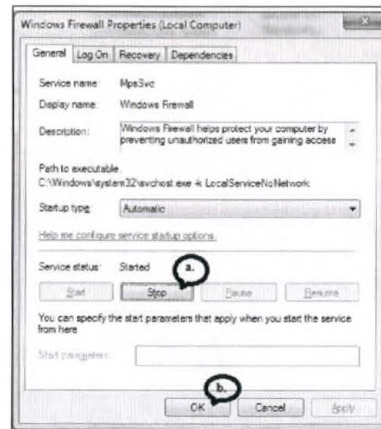 Windows Firewall Properties (Local Computer)
General Log On Recovery Dependencies
Service name: MpsSvc
Display name: Windows Firewall
Description: Windows Firewall helps protect your computer by
preventing unauthorized users from gaining access
Path to executable:
C:\Windows\system32\svchost.exe -k LocalServiceNoNetwork
Startup type: Automatic
Help me configure service startup options.
Service status: Started
a.
Start Stop Pause Resume
You can specify the start parameters that apply when you start the service
from here
Start parameters:
b.
OK Cancel Apply